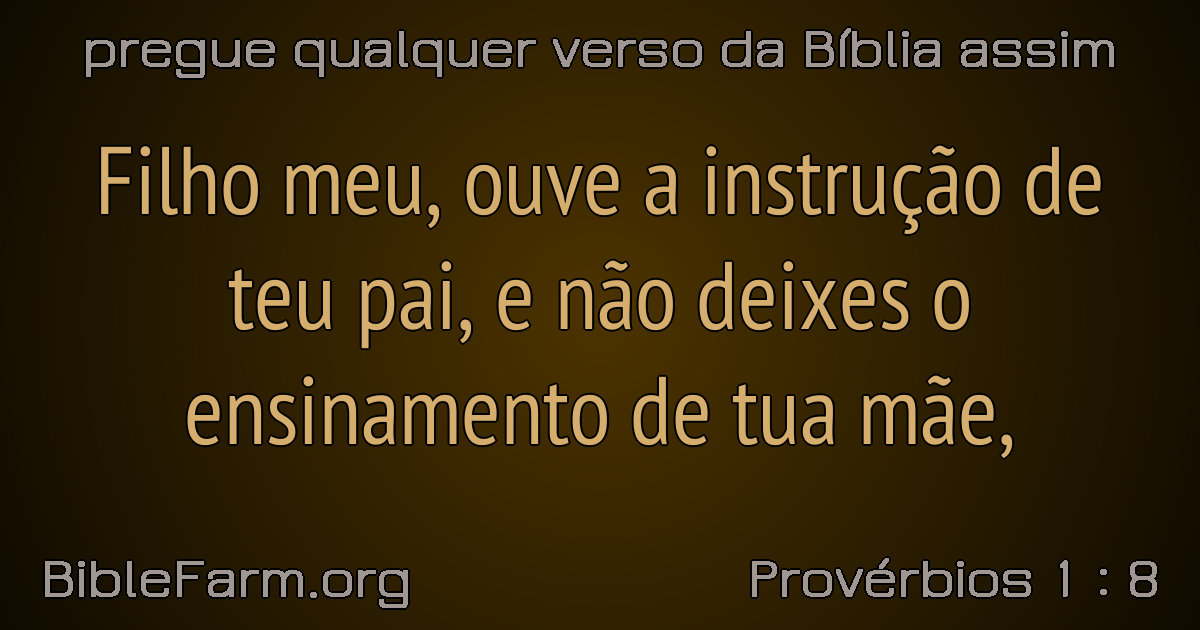 pregue qualquer verso da Bíblia assim
Filho meu, ouve a instrução de
teu pai, e não deixes o
ensinamento de tua mãe,
BibleFarm.org
Provérbios 1 : 8